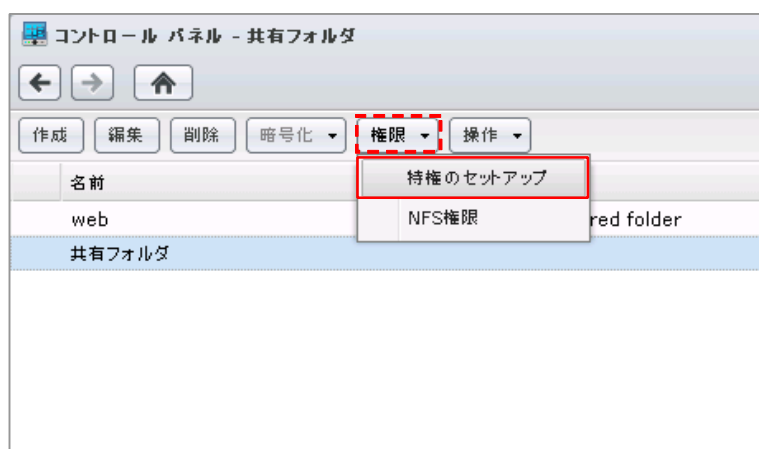 コントロール パネル - 共有フォルダ
作成 編集 削除 暗号化 権限 操作
名前 特権のセットアップ
web NFS権限 red folder
共有フォルダ